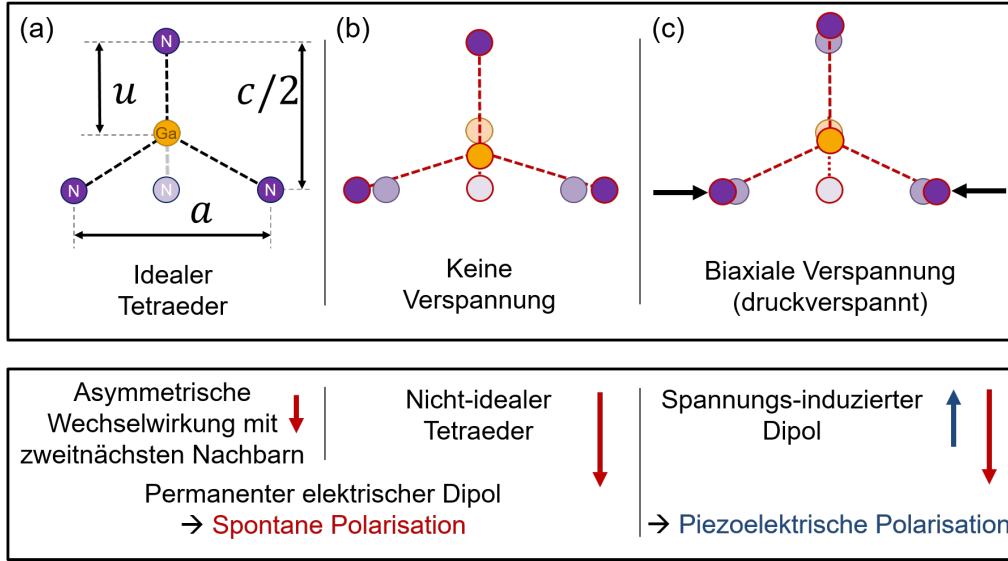 (a)
N
u
c/2
Ga
N
N
N
a
Idealer
Tetraeder
(b)
Keine
Verspannung
(c)
Biaxiale Verspannung
(druckverspannt)
Asymmetrische
Wechselwirkung mit
zweitnächsten Nachbarn
Nicht-idealer
Tetraeder
Permanenter elektrischer Dipol
→ Spontane Polarisation
Spannungs-induzierter
Dipol
→ Piezoelektrische Polarisation